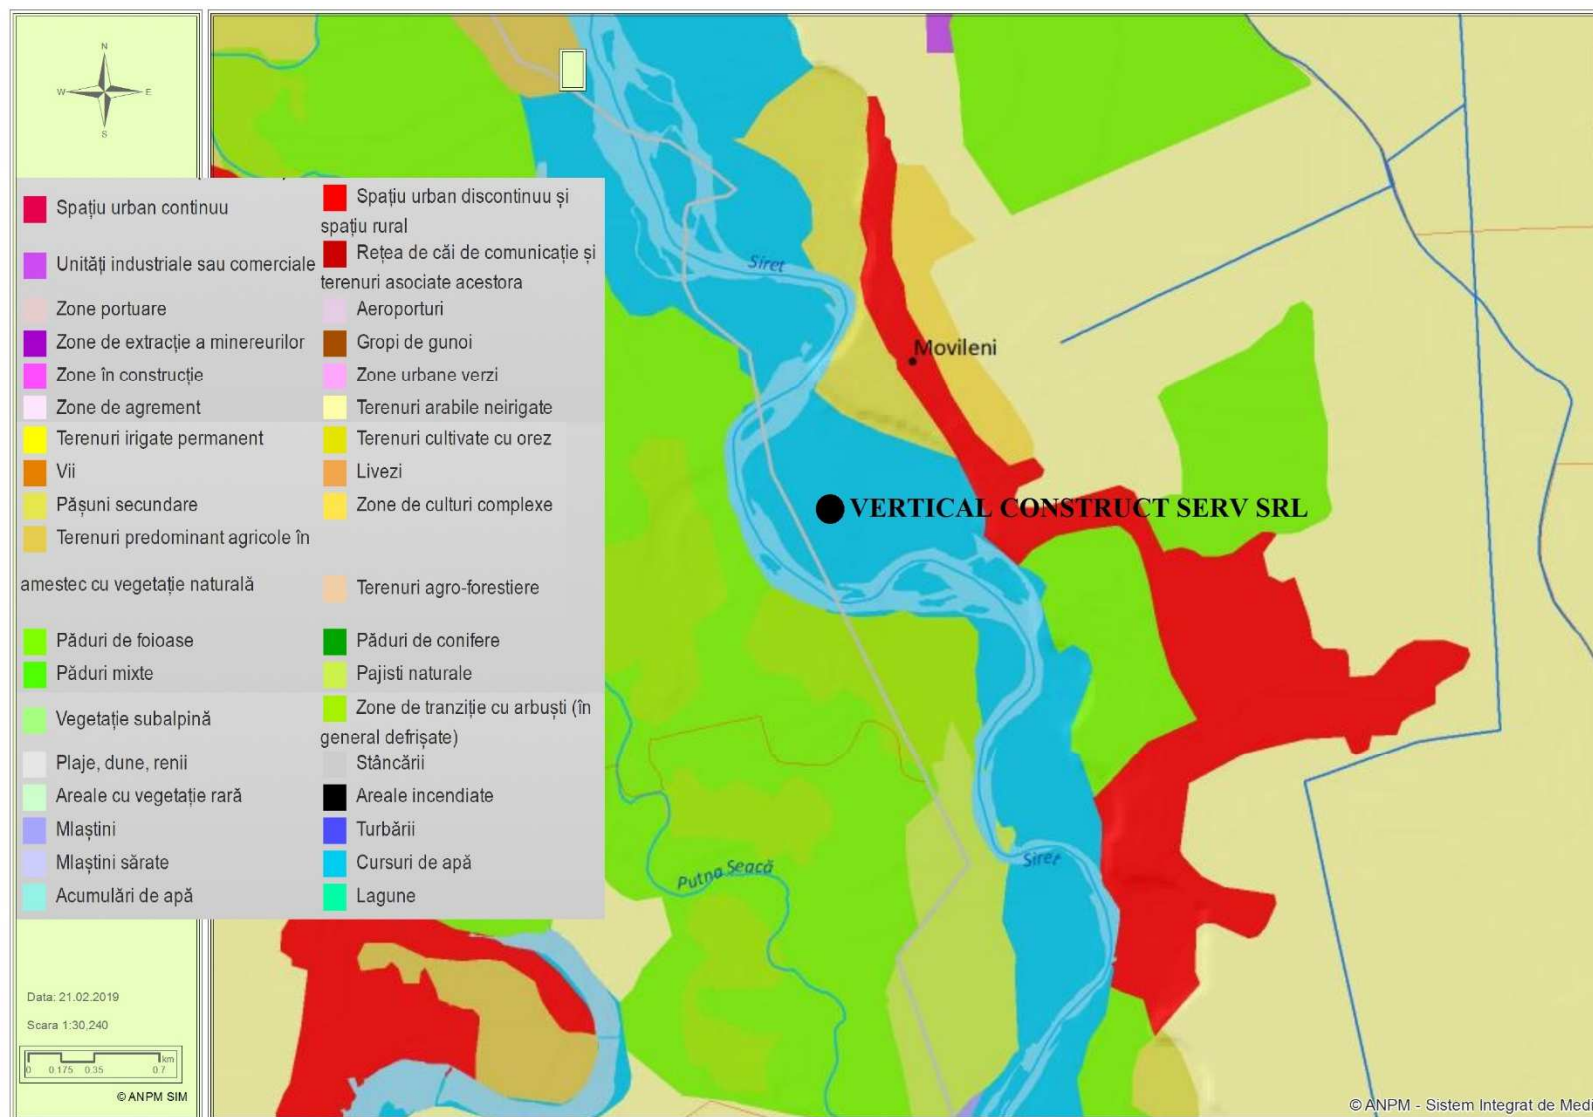 N
W E
S
Spațiu urban continuu
Spațiu urban discontinuu și
spațiu rural
Unități industriale sau comerciale
Rețea de căi de comunicație și
terenuri asociate acestora
Zone portuare
Aeroporturi
Zone de extracție a minereurilor
Gropi de gunoi
Zone în construcție
Zone urbane verzi
Zone de agrement
Terenuri arabile neirigate
Terenuri irigate permanent
Terenuri cultivate cu orez
Vii
Livezi
Pășuni secundare
Zone de culturi complexe
Terenuri predominant agricole în
amestec cu vegetație naturală
Terenuri agro-forestiere
Păduri de foioase
Păduri de conifere
Păduri mixte
Pajisti naturale
Vegetație subalpină
Zone de tranziție cu arbuști (în
general defrișate)
Plaje, dune, renii
Stâncării
Areale cu vegetație rară
Areale incendiate
Mlaștini
Turbării
Mlaștini sărate
Cursuri de apă
Acumulări de apă
Lagune
Siret
Movileni
VERTICAL CONSTRUCT SERV SRL
Siret
Putna Seacă
Data: 21.02.2019
Scara 1:30,240
km
0 0.175 0.35 0.7
© ANPM SIM
© ANPM - Sistem Integrat de Medi